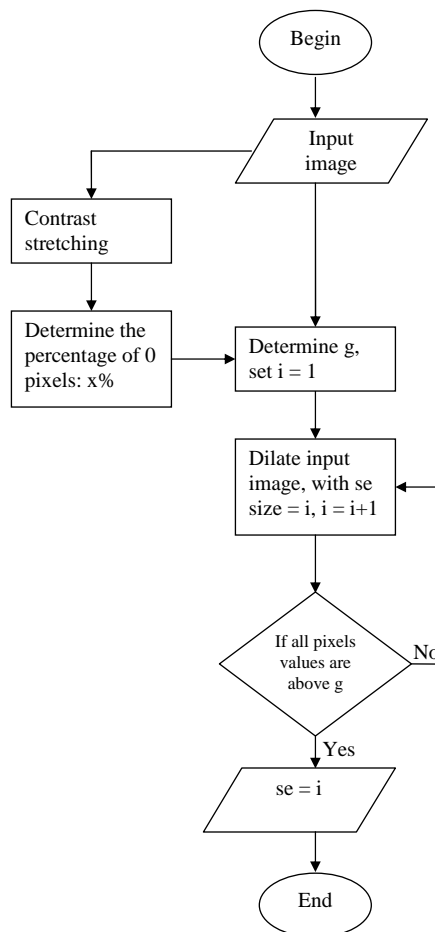 Begin
Input
image
Contrast
stretching
Determine the
percentage of 0
pixels: x%
Determine g,
set i = 1
Dilate input
image, with se
size = i, i = i+1
If all pixels
values are
above g
No
Yes
se = i
End